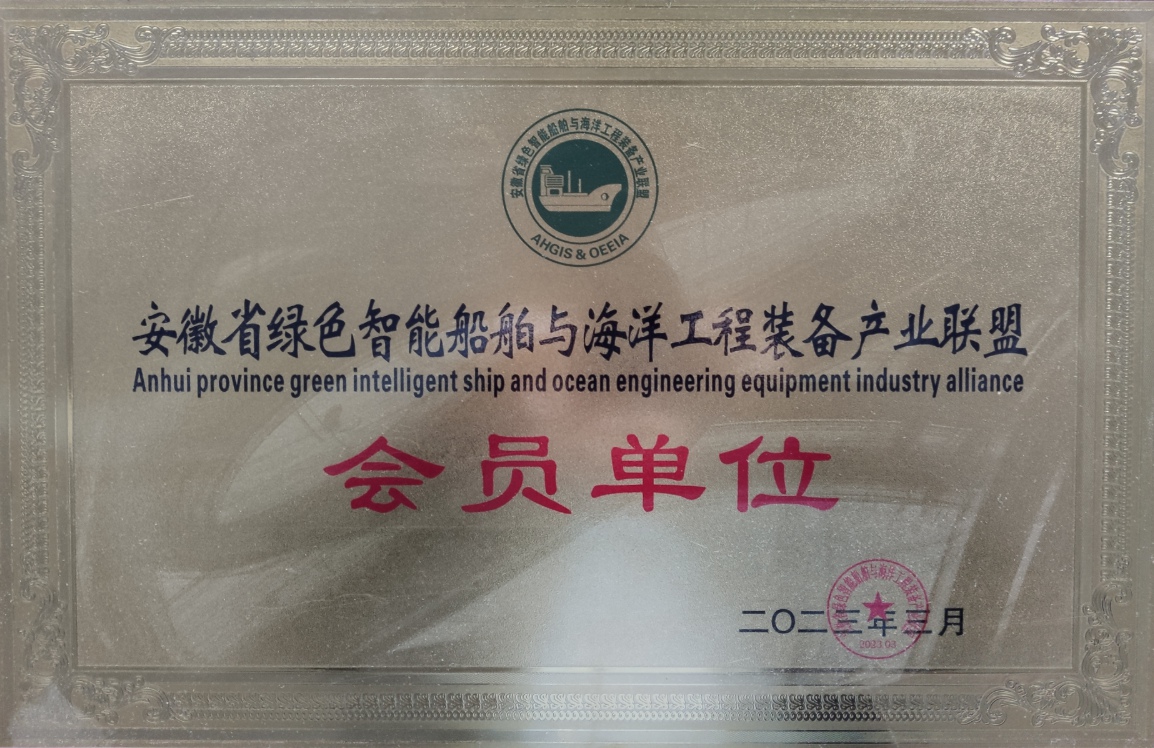 安徽省绿色智能船舶与海洋工程装备产业联盟
AHGIS & OEEIA
安徽省绿色智能船舶与海洋工程装备产业联盟
Anhui province green intelligent ship and ocean engineering equipment industry alliance
会员单位
二〇二三年三月
2023 03